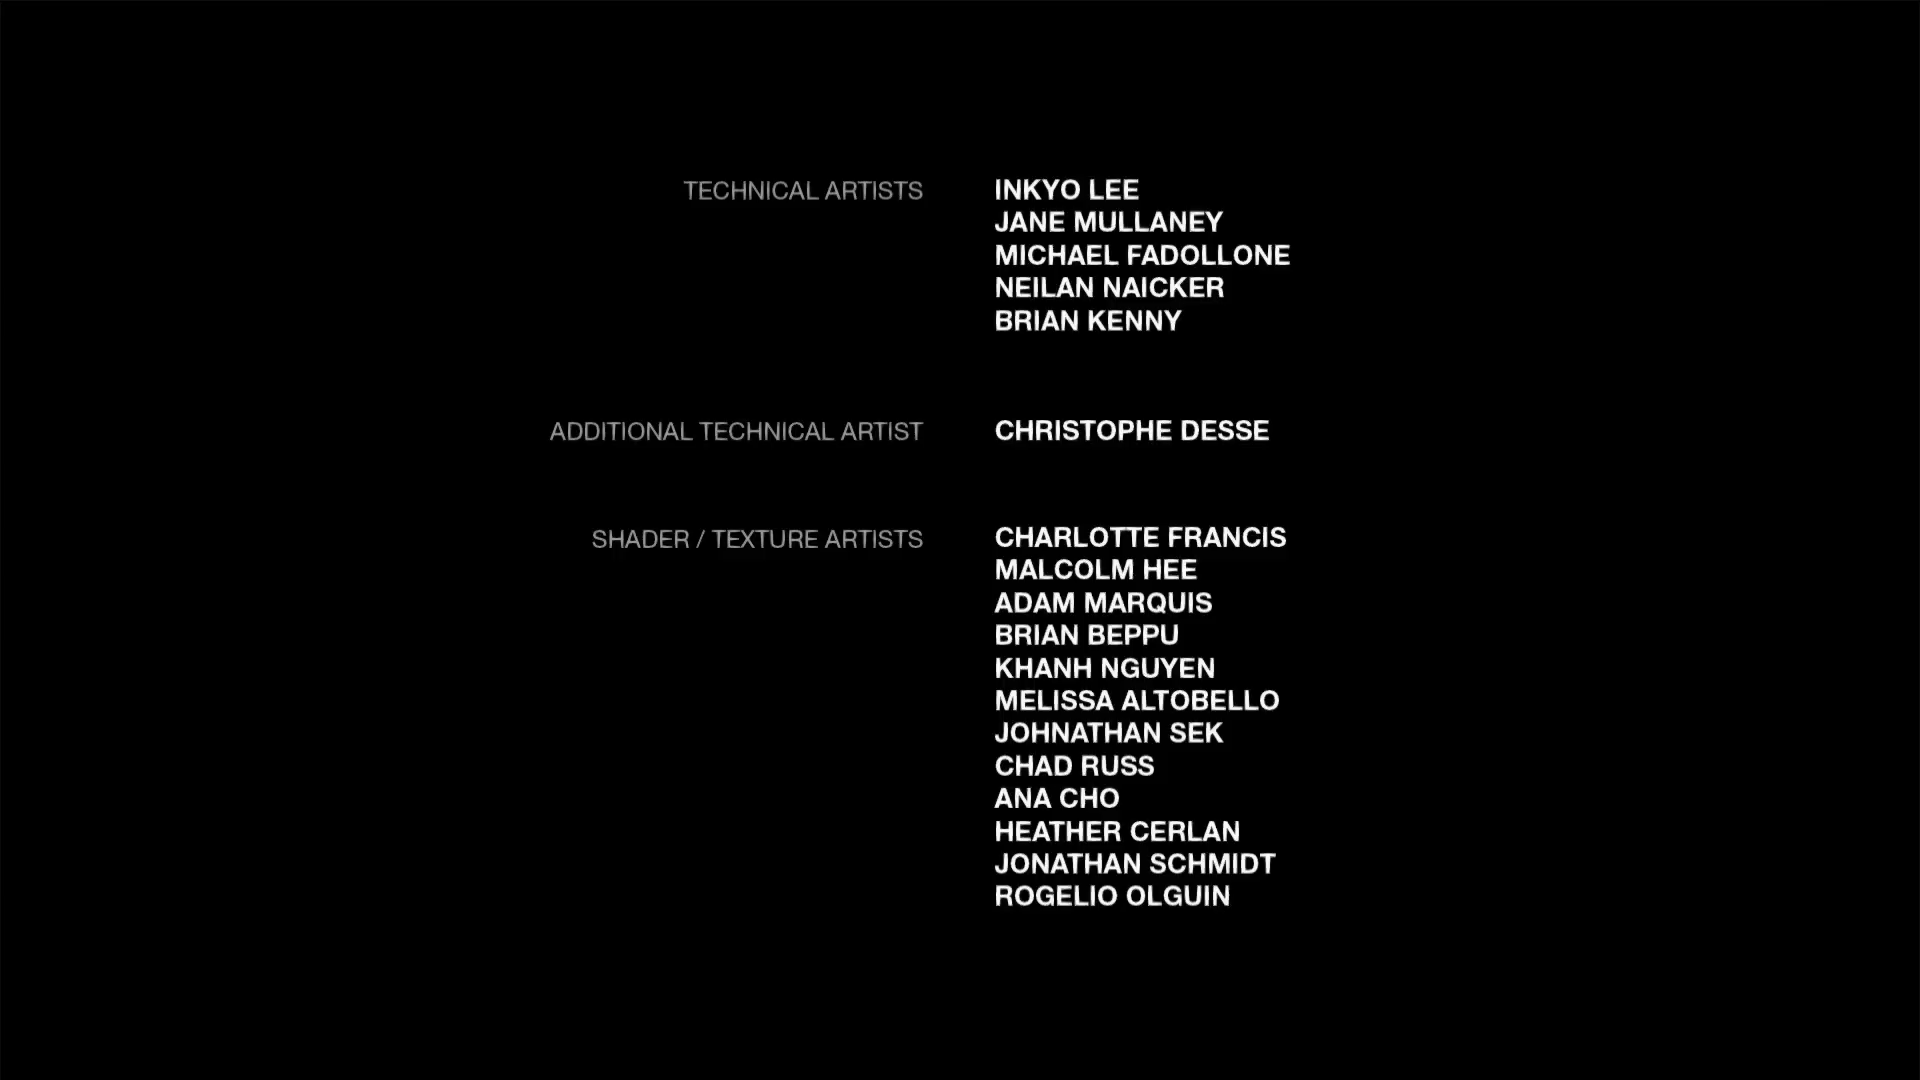 TECHNICAL ARTISTS INKYO LEE
JANE MULLANEY
MICHAEL FADOLLONE
NEILAN NAICKER
BRIAN KENNY
ADDITIONAL TECHNICAL ARTIST CHRISTOPHE DESSE
SHADER / TEXTURE ARTISTS CHARLOTTE FRANCIS
MALCOLM HEE
ADAM MARQUIS
BRIAN BEPPU
KHANH NGUYEN
MELISSA ALTOBELLO
JOHNATHAN SEK
CHAD RUSS
ANA CHO
HEATHER CERLAN
JONATHAN SCHMIDT
ROGELIO OLGUIN